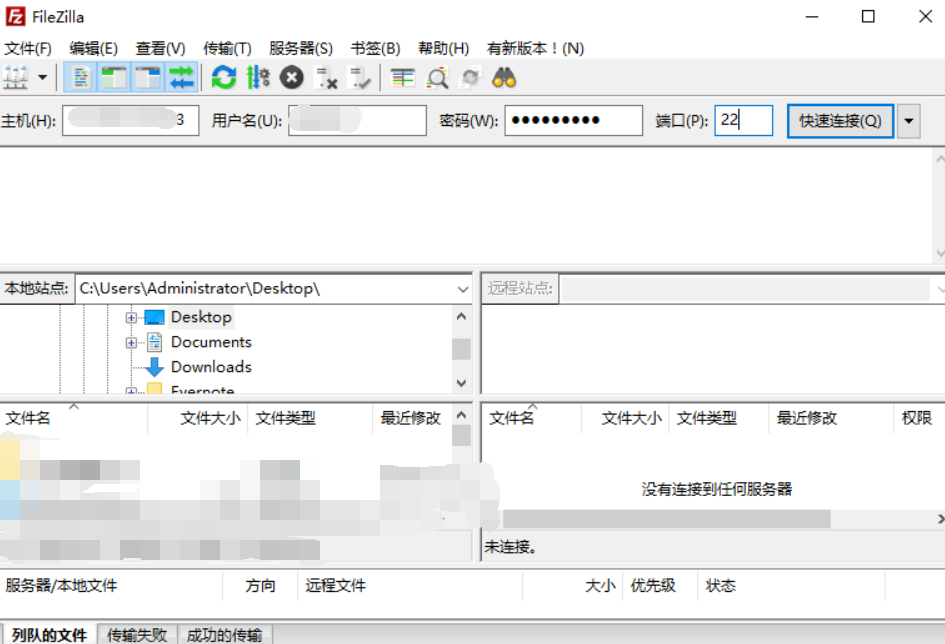 FileZilla
文件(F) 编辑(E) 查看(V) 传输(T) 服务器(S) 书签(B) 帮助(H) 有新版本！(N)
主机(H): 3 用户名(U): 密码(W): ●●●●●●●●● 端口(P): 22 快速连接(Q)
本地站点: C:\Users\Administrator\Desktop\ 远程站点:
Desktop
Documents
Downloads
Evernote
文件名 文件大小 文件类型 最近修改 文件名 文件大小 文件类型 最近修改 权限
没有连接到任何服务器
未连接。
服务器/本地文件 方向 远程文件 大小 优先级 状态
列队的文件 传输失败 成功的传输